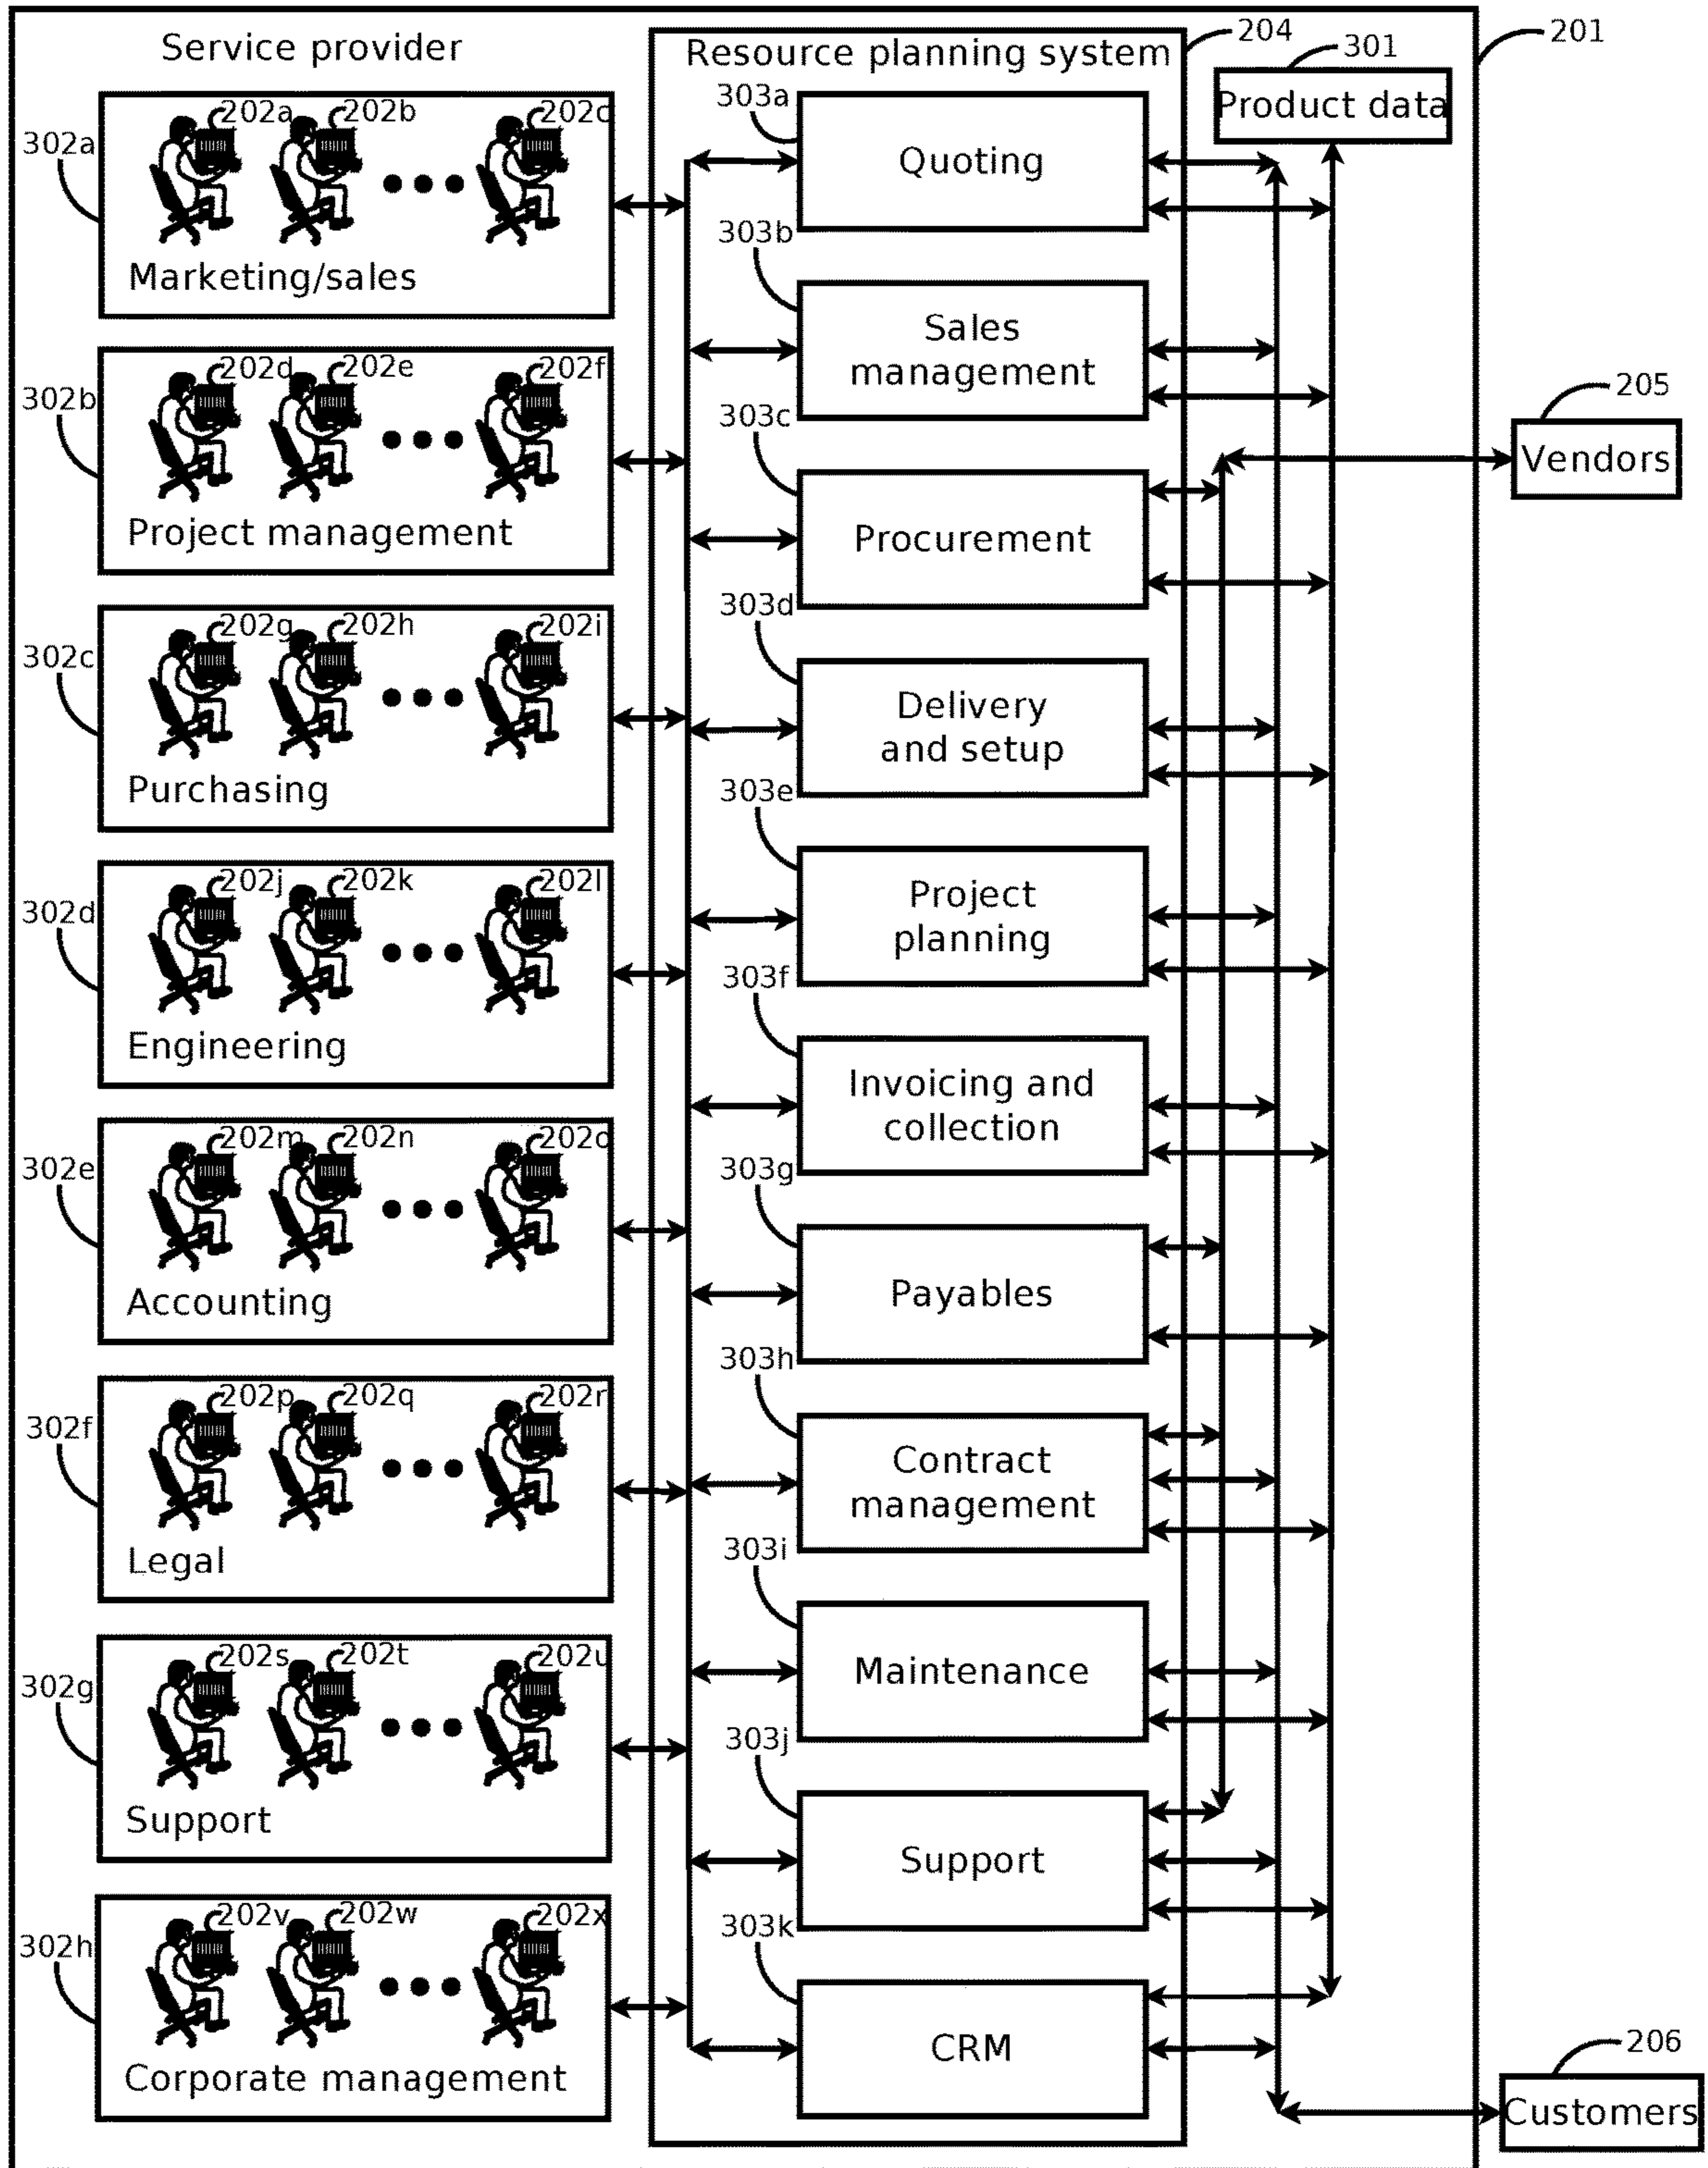 Service provider
Resource planning system
204
301
201
Product data
302a
202a
202b
202c
Marketing/sales
303a
Quoting
303b
Sales
management
302b
202d
202e
202f
Project management
205
Vendors
303c
Procurement
302c
202g
202h
202i
Purchasing
303d
Delivery
and setup
303e
Project
planning
302d
202j
202k
202l
Engineering
303f
Invoicing and
collection
302e
202m
202n
202o
Accounting
303g
Payables
303h
Contract
management
302f
202p
202q
202r
Legal
303i
Maintenance
302g
202s
202t
202u
Support
303j
Support
303k
CRM
302h
202v
202w
202x
Corporate management
206
Customers